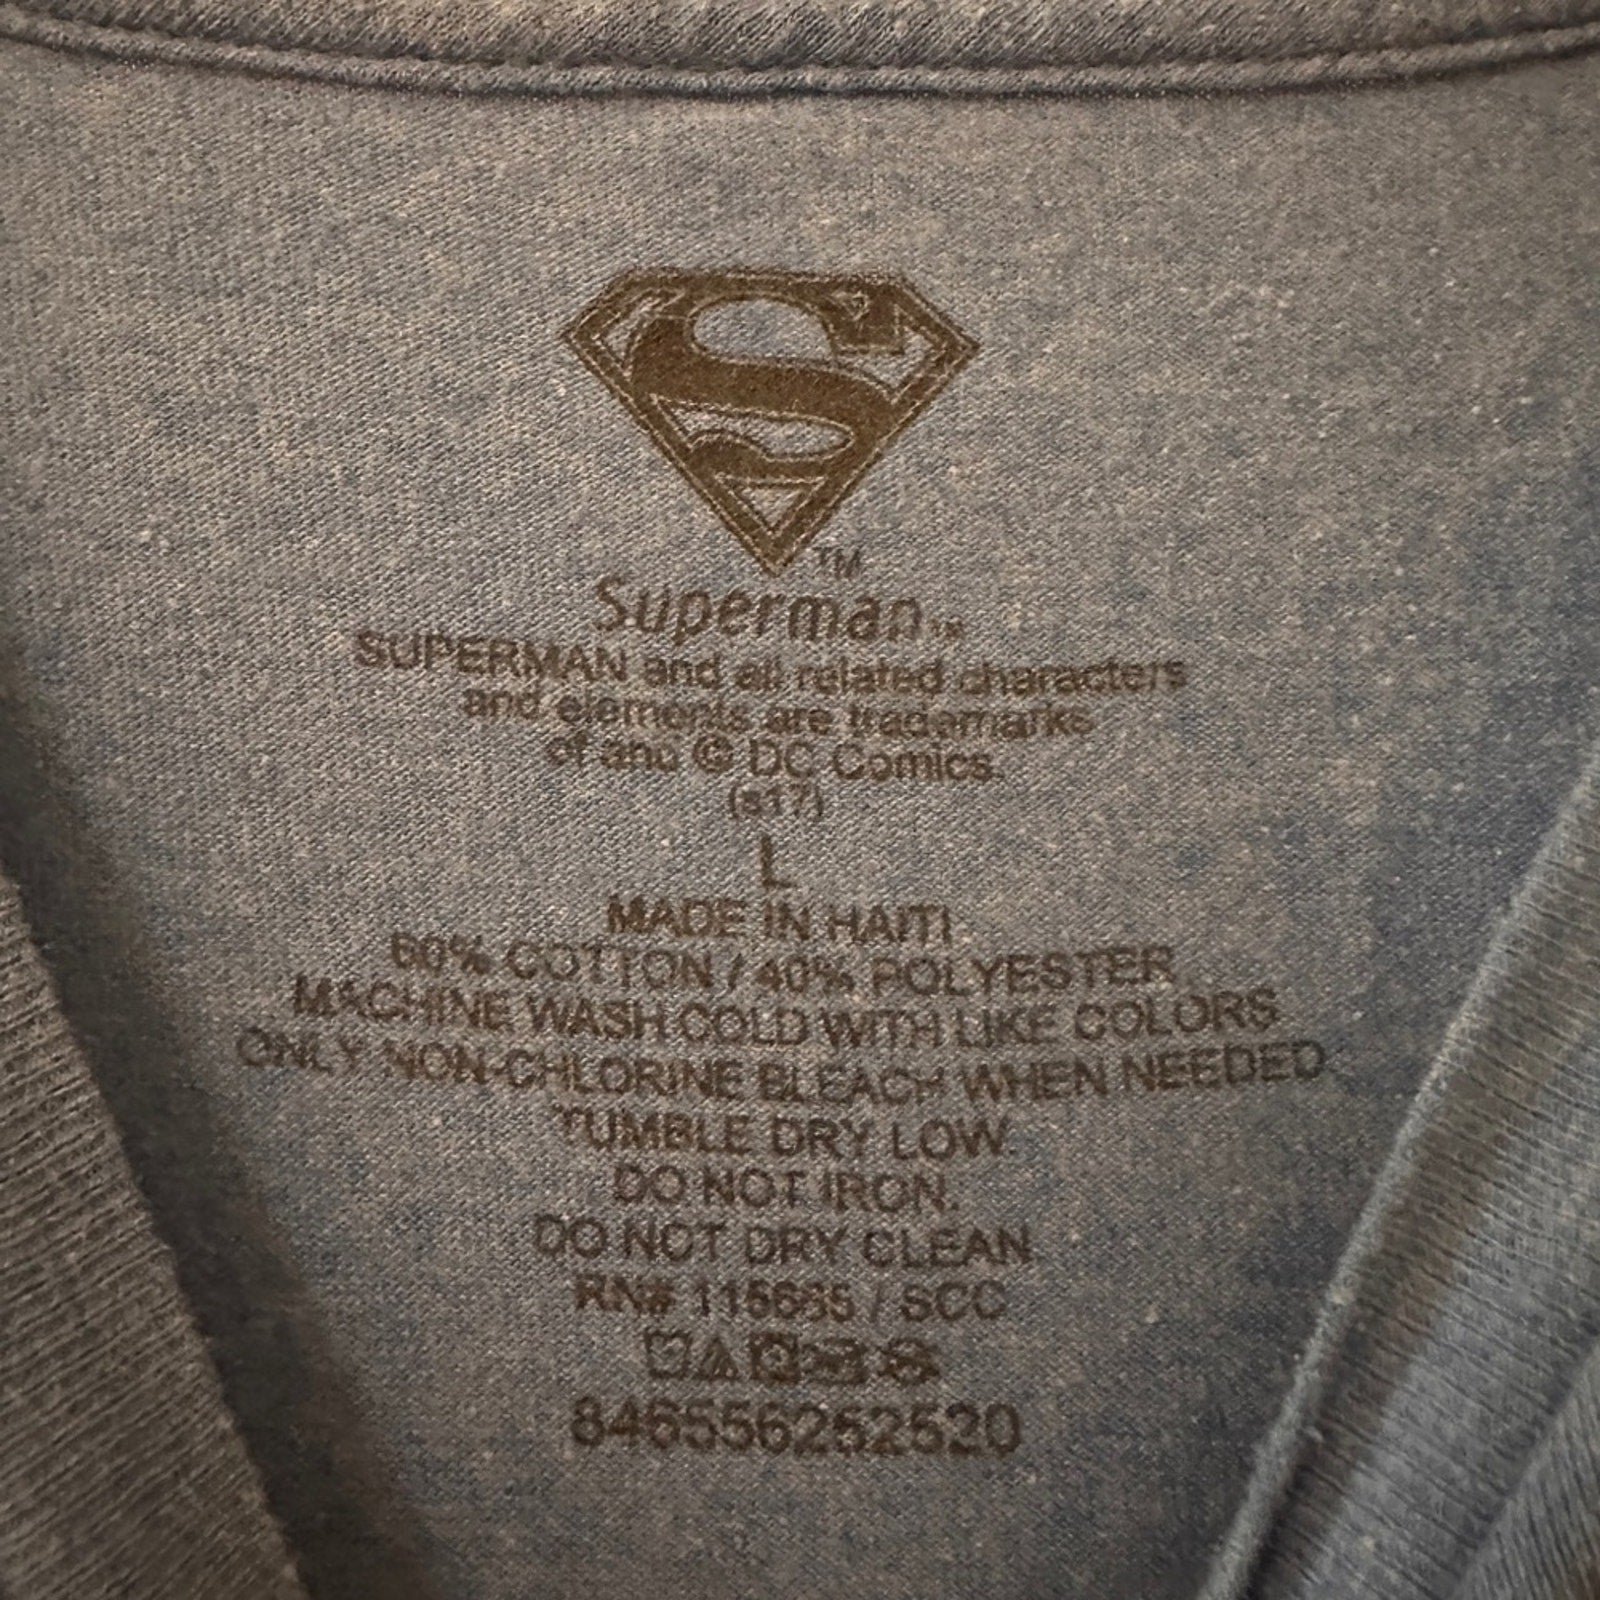 S
TM
Superman™
SUPERMAN and all related characters
and elements are trademarks
of and © DC Comics.
(s17)
L
MADE IN HAITI
60% COTTON / 40% POLYESTER
MACHINE WASH COLD WITH LIKE COLORS
ONLY NON-CHLORINE BLEACH WHEN NEEDED
TUMBLE DRY LOW.
DO NOT IRON.
DO NOT DRY CLEAN
RN# / SCC
846556252520